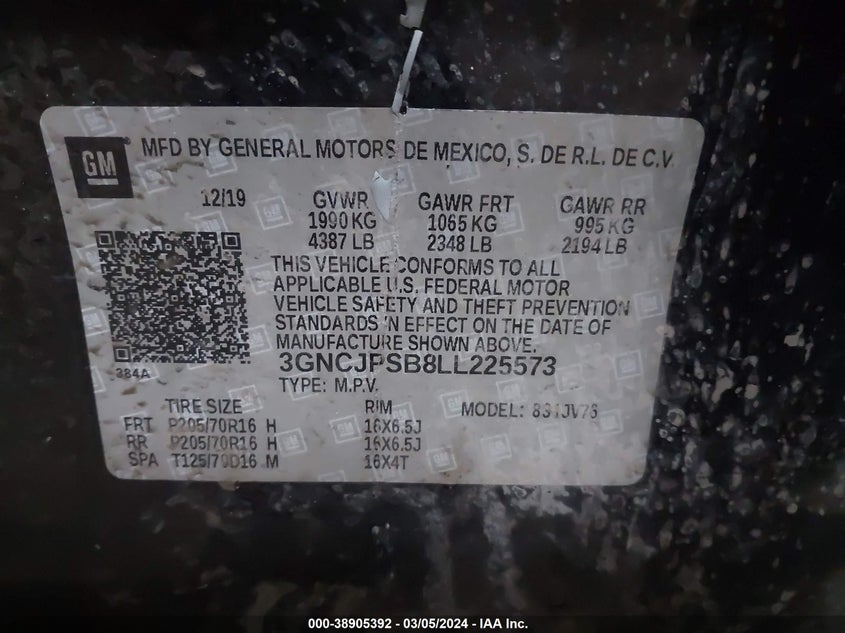 GM
MFD BY GENERAL MOTORS DE MEXICO, S. DE R.L. DE C.V.
12/19 GVWR GAWR FRT GAWR RR
1990 KG 1065 KG 995 KG
4387 LB 2348 LB 2194 LB
THIS VEHICLE CONFORMS TO ALL
APPLICABLE U.S. FEDERAL MOTOR
VEHICLE SAFETY AND THEFT PREVENTION
STANDARDS IN EFFECT ON THE DATE OF
MANUFACTURE SHOWN ABOVE.
384A
3GNCJPSB8LL225573
TYPE: M.P.V.
TIRE SIZE RIM MODEL:
FRT P205/70R16 H 16X6.5J
RR P205/70R16 H 16X6.5J
SPA T125/70D16 M 16X4T
000-38905392 - 03/05/2024 - IAA Inc.